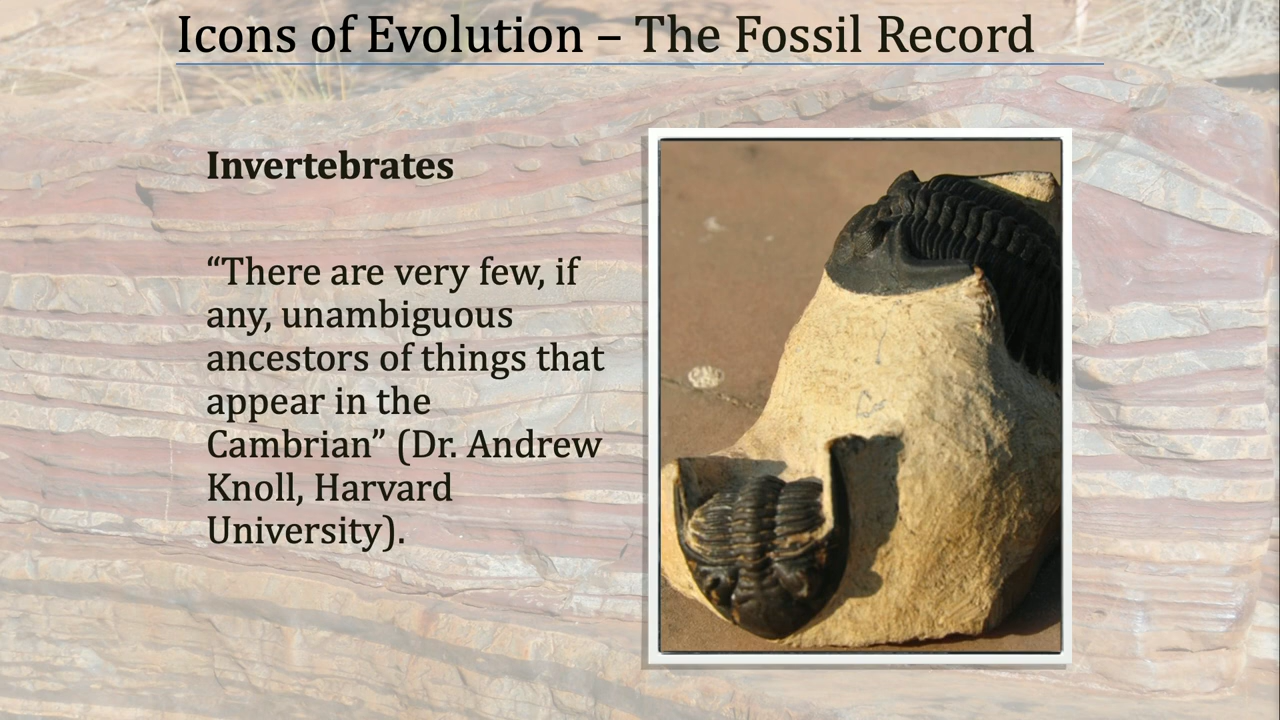 Icons of Evolution – The Fossil Record
Invertebrates
“There are very few, if
any, unambiguous
ancestors of things that
appear in the
Cambrian” (Dr. Andrew
Knoll, Harvard
University).